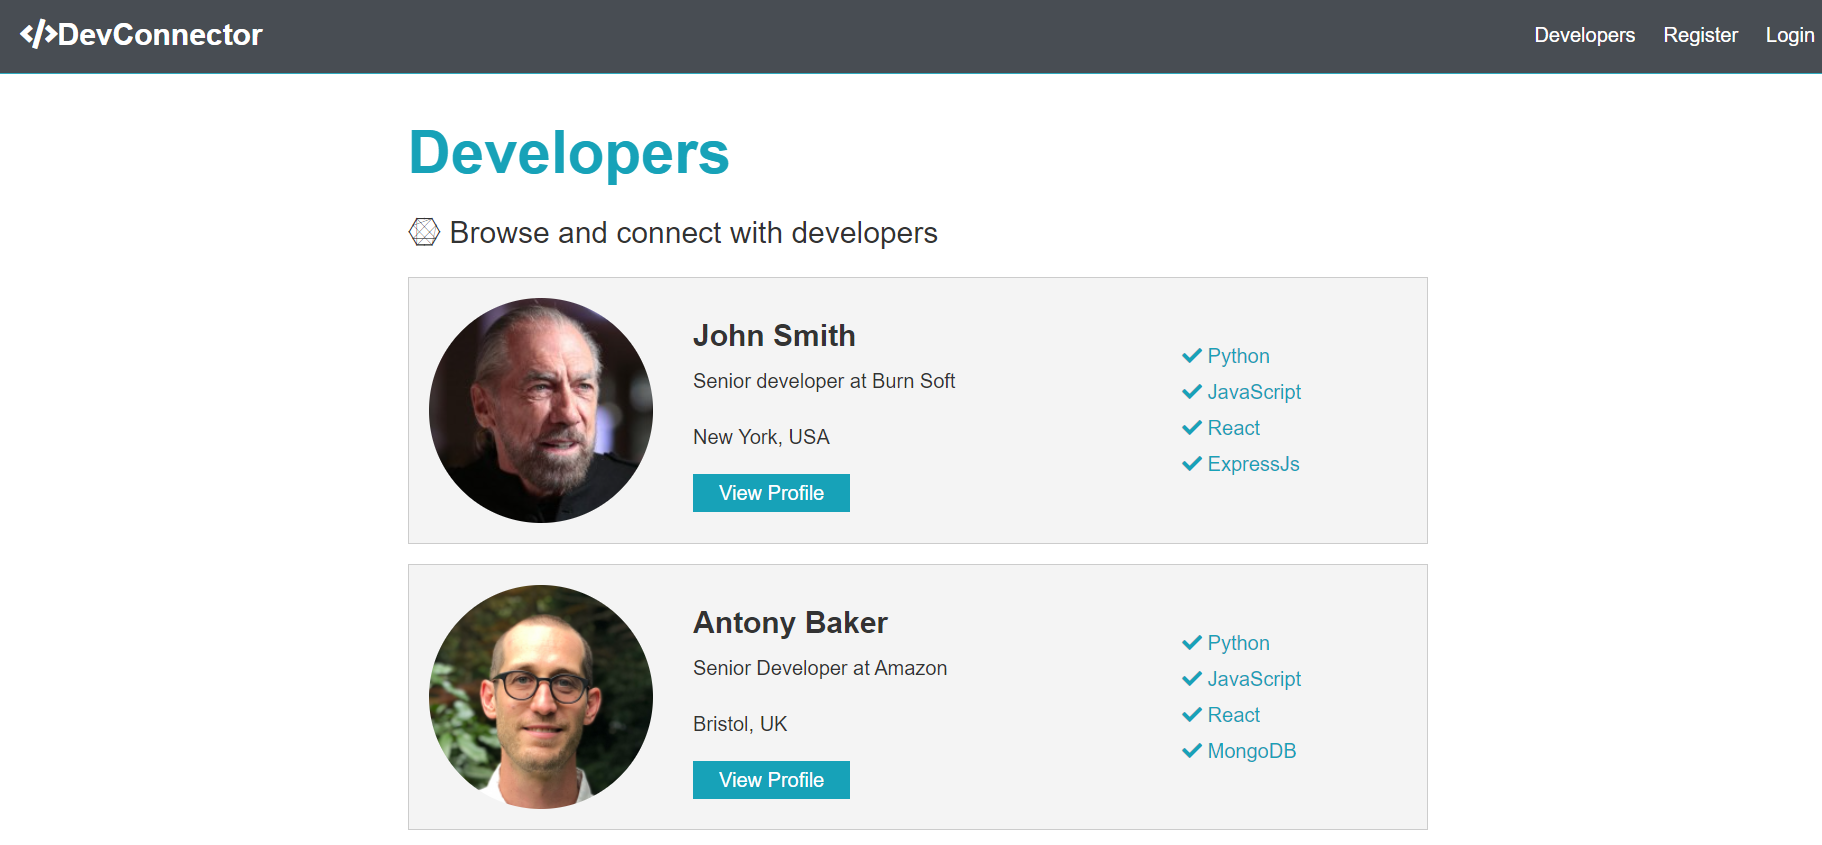 </>DevConnector
Developers Register Login
Developers
Browse and connect with developers
John Smith
Senior developer at Burn Soft
New York, USA
View Profile
Python
JavaScript
React
ExpressJs
Antony Baker
Senior Developer at Amazon
Bristol, UK
View Profile
Python
JavaScript
React
MongoDB